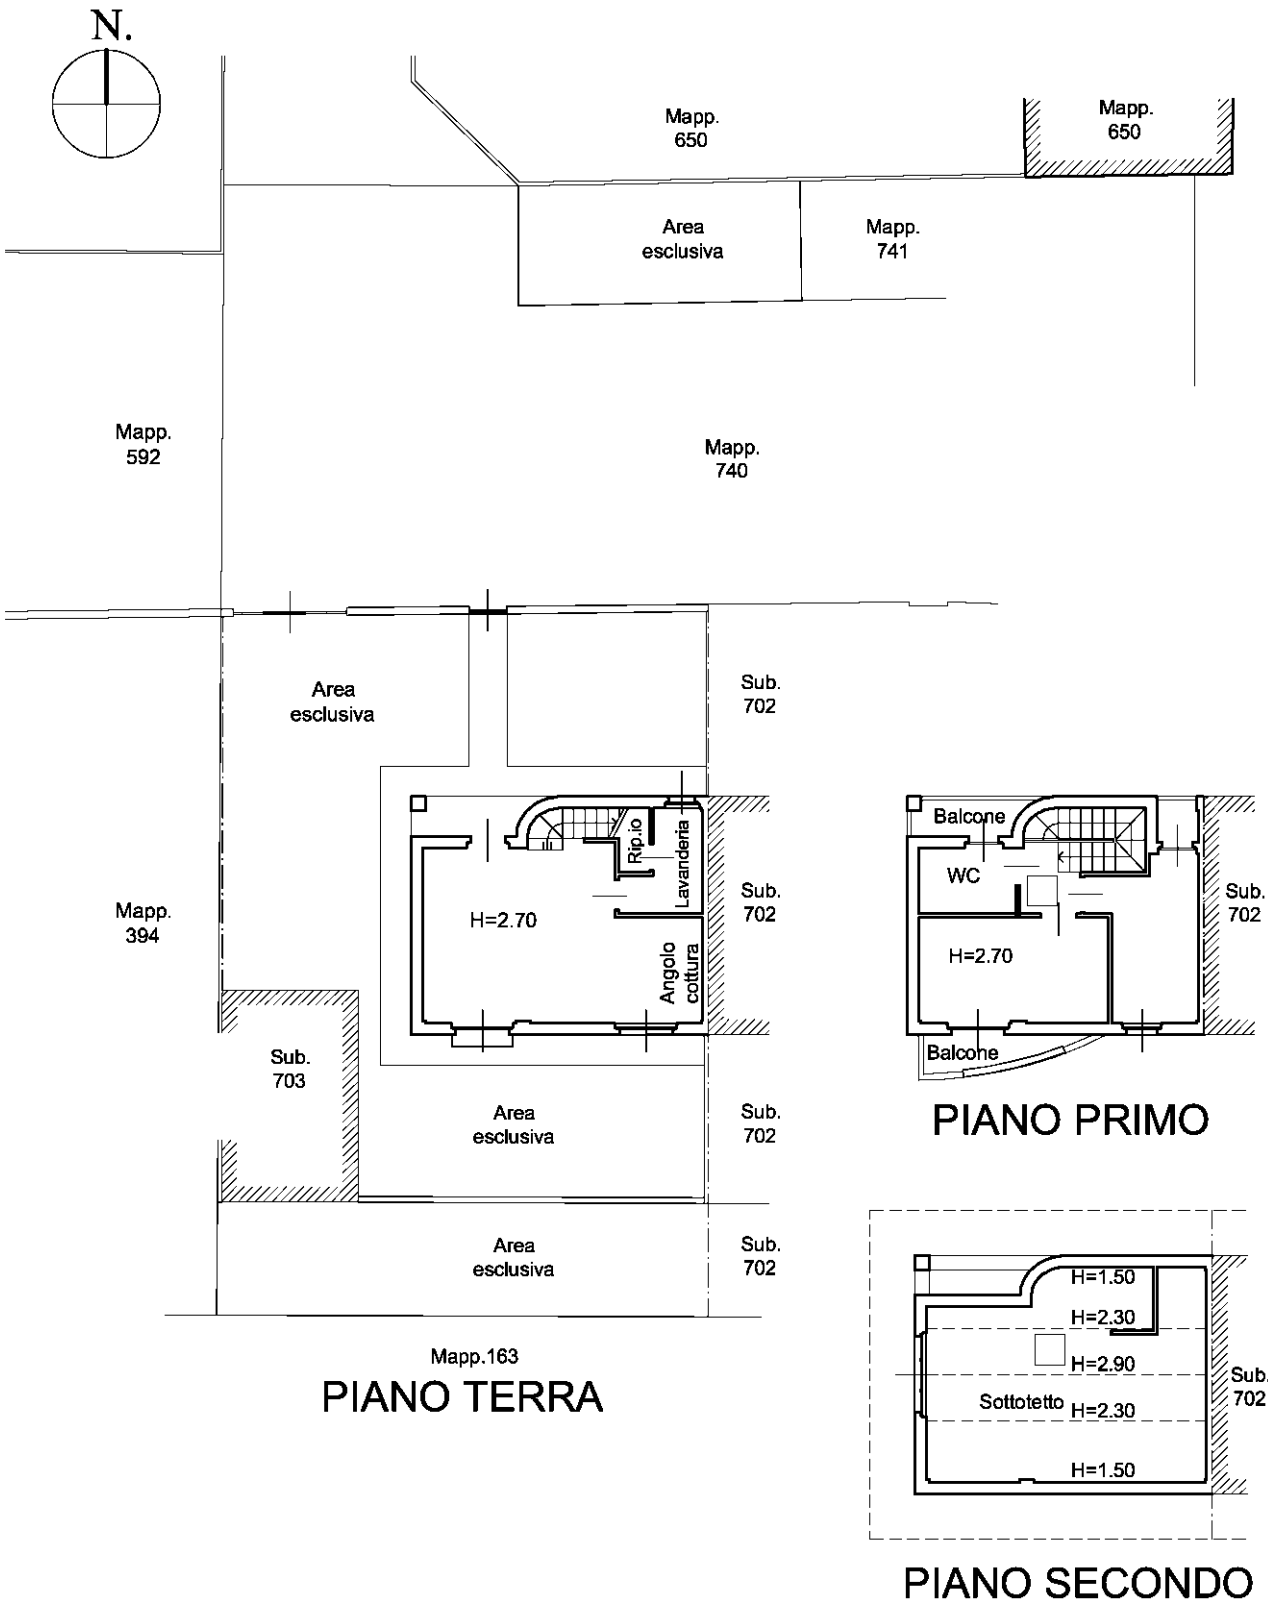 N.
Mapp.
650
Mapp.
650
Area
esclusiva
Mapp.
741
Mapp.
592
Mapp.
740
Area
esclusiva
Sub.
702
Rip.io
Lavanderia
H=2.70
Angolo
cottura
Sub.
702
Mapp.
394
Sub.
703
Area
esclusiva
Sub.
702
Area
esclusiva
Sub.
702
Mapp.163
PIANO TERRA
Balcone
WC
H=2.70
Sub.
702
Balcone
PIANO PRIMO
H=1.50
H=2.30
H=2.90
Sottotetto
H=2.30
H=1.50
Sub.
702
PIANO SECONDO